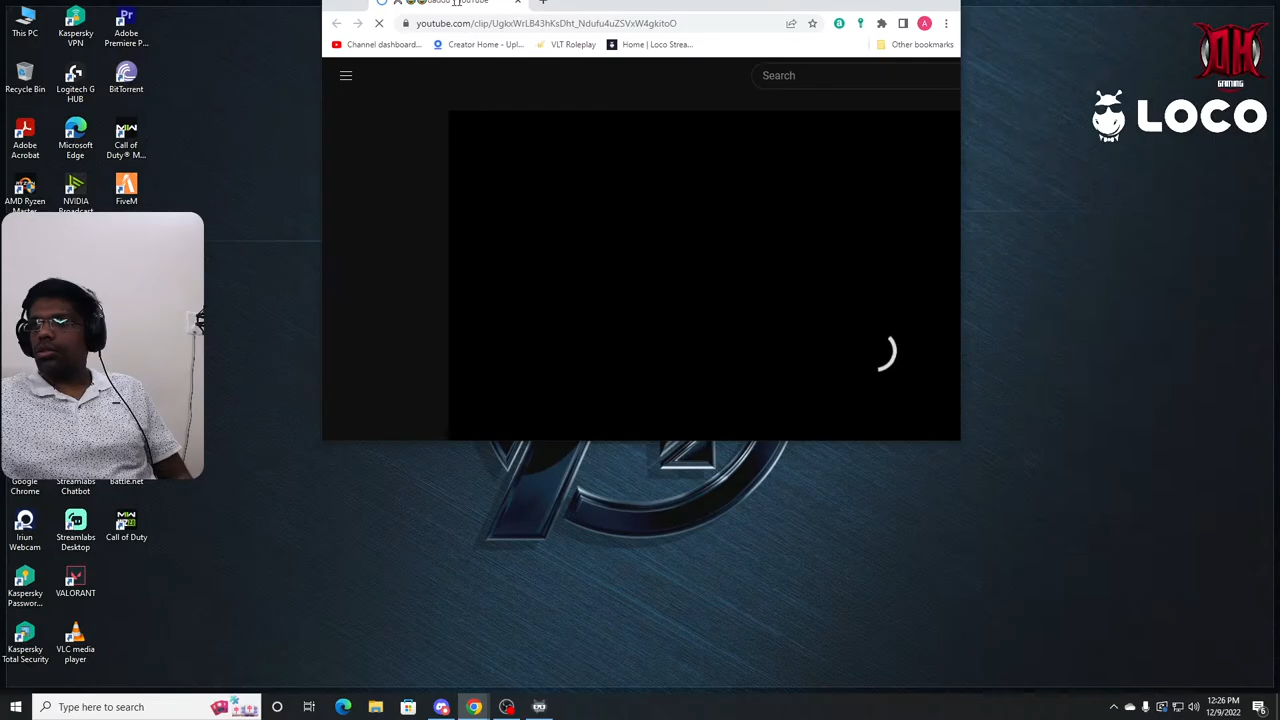 YouTube
youtube.com/clip/UgkxWrLB43hKsDht_Ndufu4uZSVxW4gkitoO
A
Channel dashboard...
Creator Home - Upl...
VLT Roleplay
Home | Loco Strea...
Other bookmarks
Search
This PC
Kaspersky
VPN
Adobe
Premiere P...
Recycle Bin
Logitech G
HUB
BitTorrent
Adobe
Acrobat
Microsoft
Edge
Call of
Duty® M...
AMD Ryzen
Master
NVIDIA
Broadcast
FiveM
Google
Chrome
Streamlabs
Chatbot
Battle.net
Iriun
Webcam
Streamlabs
Desktop
Call of Duty
Kaspersky
Passwor...
VALORANT
Kaspersky
Total Security
VLC media
player
GAMING
LOCO
Type here to search
12:26 PM
12/9/2022